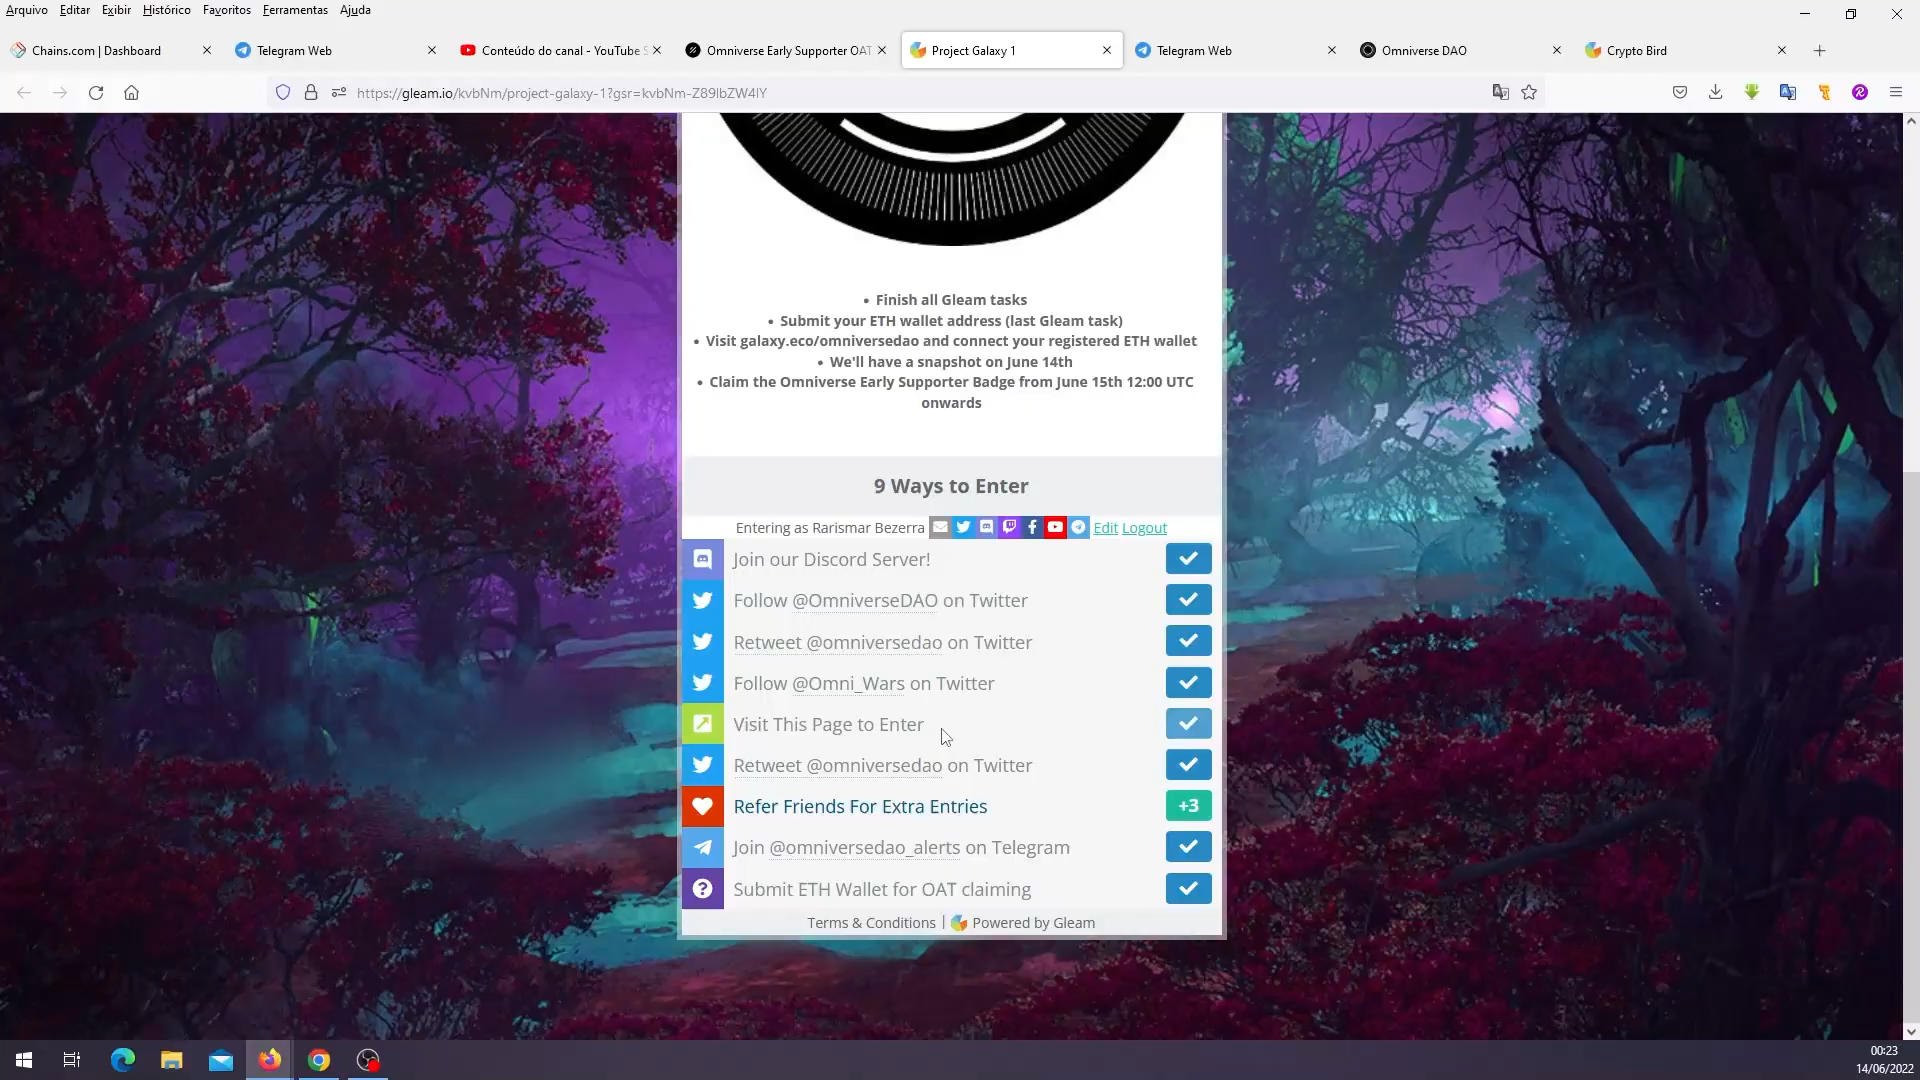 Arquivo Editar Exibir Histórico Favoritos Ferramentas Ajuda
Chains.com | Dashboard
Telegram Web
Conteúdo do canal - YouTube S
Omniverse Early Supporter OAT
Project Galaxy 1
Telegram Web
Omniverse DAO
Crypto Bird
https://gleam.io/kvbNm/project-galaxy-1?gsr=kvbNm-Z89lbZW4lY
• Finish all Gleam tasks
• Submit your ETH wallet address (last Gleam task)
• Visit galaxy.eco/omniversedao and connect your registered ETH wallet
• We'll have a snapshot on June 14th
• Claim the Omniverse Early Supporter Badge from June 15th 12:00 UTC
onwards
9 Ways to Enter
Entering as Rarismar Bezerra Edit Logout
Join our Discord Server!
Follow @OmniverseDAO on Twitter
Retweet @omniversedao on Twitter
Follow @Omni_Wars on Twitter
Visit This Page to Enter
Retweet @omniversedao on Twitter
Refer Friends For Extra Entries +3
Join @omniversedao_alerts on Telegram
Submit ETH Wallet for OAT claiming
Terms & Conditions | Powered by Gleam
00:23
14/06/2022